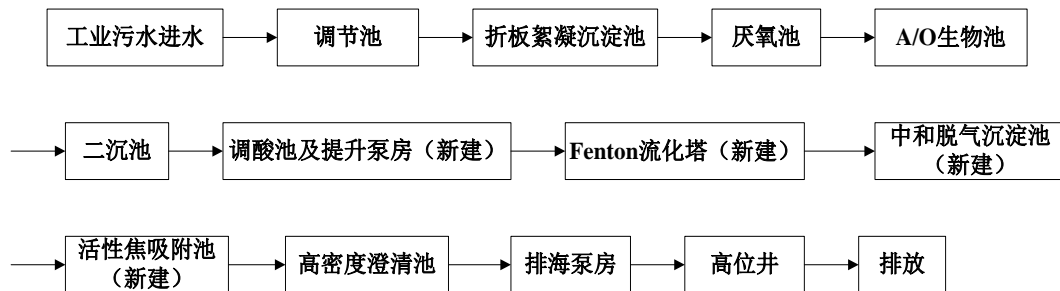 工业污水进水
调节池
折板絮凝沉淀池
厌氧池
A/O生物池
二沉池
调酸池及提升泵房（新建）
Fenton流化塔（新建）
中和脱气沉淀池
（新建）
活性焦吸附池
（新建）
高密度澄清池
排海泵房
高位井
排放